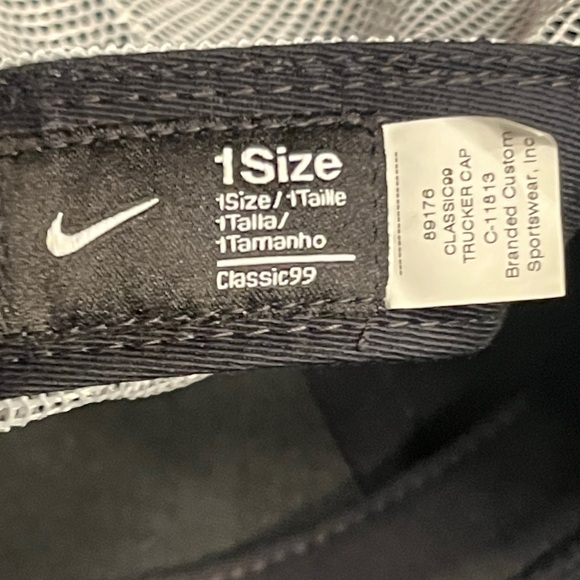 1Size
1Size/1Taille
1Talla/
1Tamanho
Classic99
89176
CLASSIC99
TRUCKER CAP
C-11813
Branded Custom
Sportswear, Inc